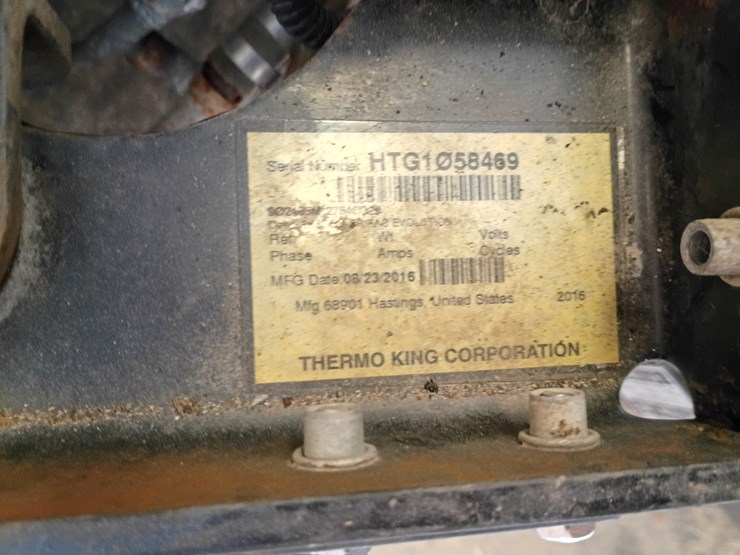 Serial Number HTG1Ø58469
EVOLUTION
Ref Wt. Volts
Phase Amps Cycles
MFG Date 08/23/2016
Mfg 68901 Hastings, United States 2016
THERMO KING CORPORATION